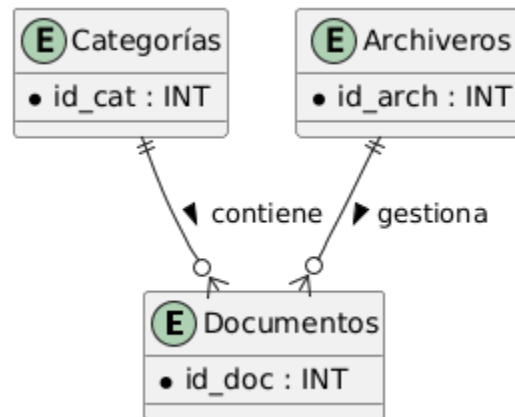 E Categorías
• id_cat : INT
E Archiveros
• id_arch : INT
contiene
gestiona
E Documentos
• id_doc : INT